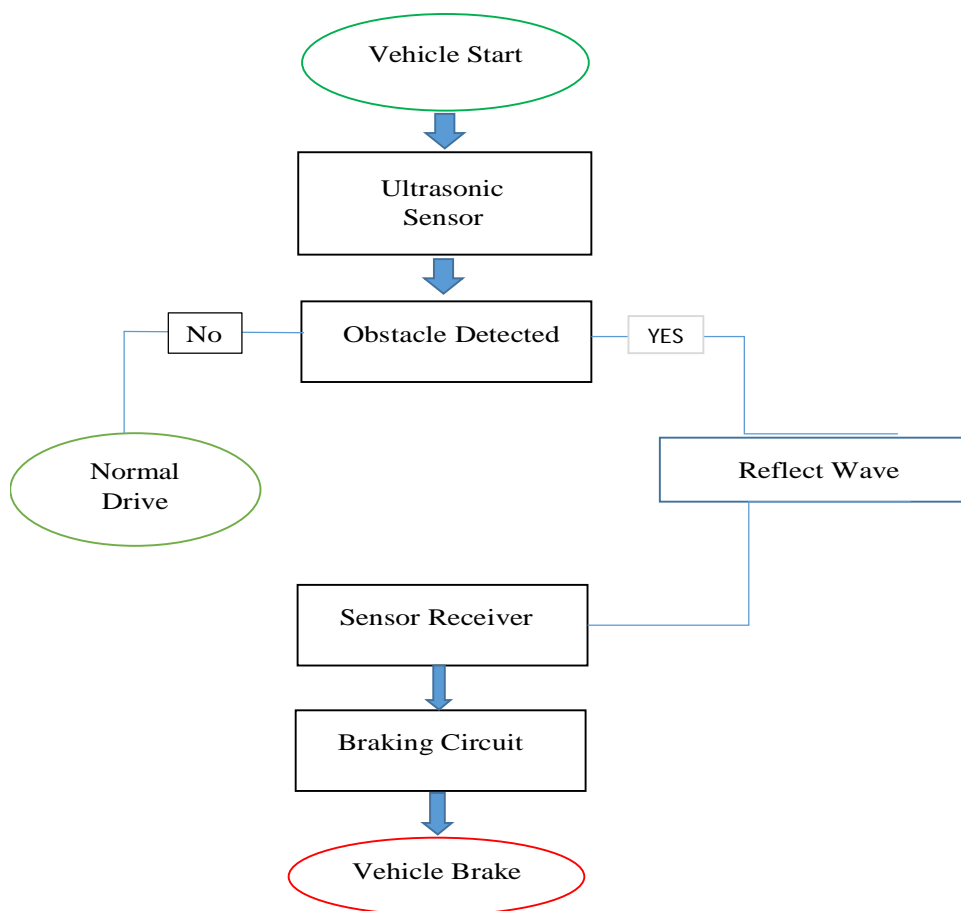 Vehicle Start
Ultrasonic
Sensor
No
Obstacle Detected
YES
Normal
Drive
Reflect Wave
Sensor Receiver
Braking Circuit
Vehicle Brake